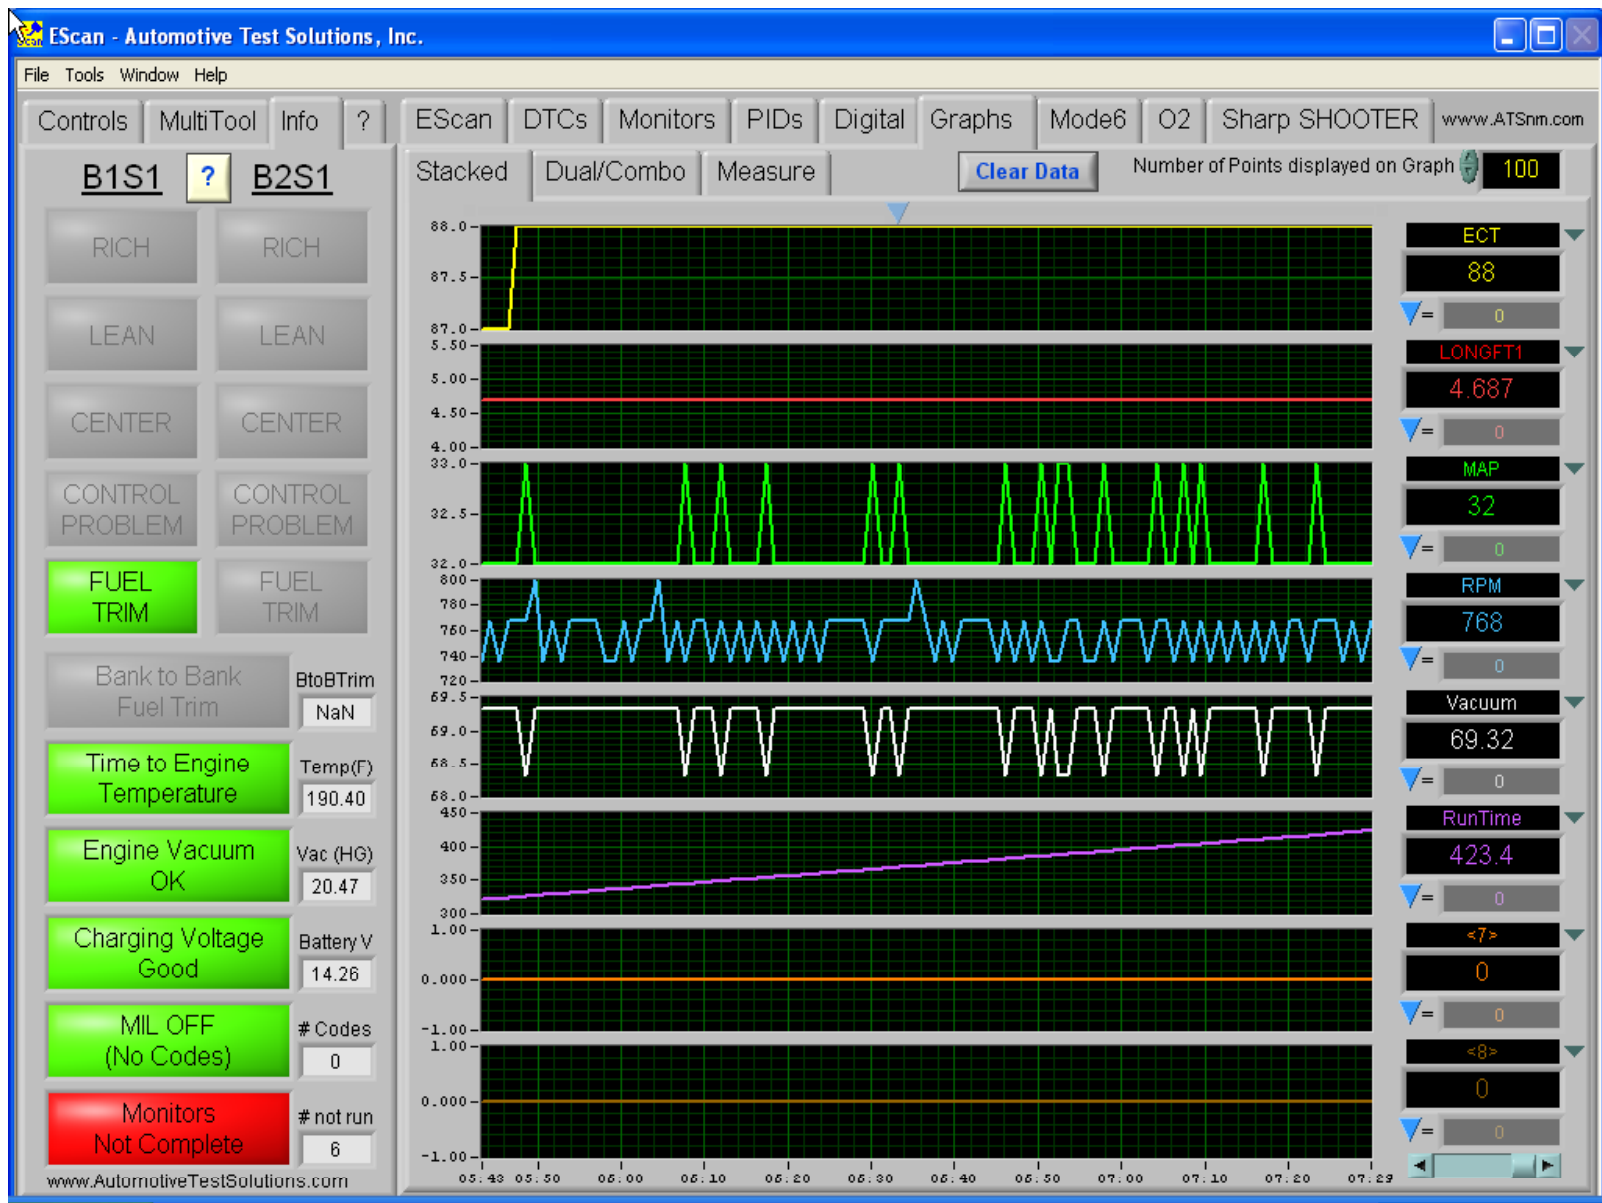 EScan - Automotive Test Solutions, Inc.
File Tools Window Help
Controls MultiTool Info ?
EScan DTCs Monitors PIDs Digital Graphs Mode6 O2 Sharp SHOOTER www.ATSnm.com
B1S1 ? B2S1
Stacked Dual/Combo Measure Clear Data Number of Points displayed on Graph 100
RICH RICH
LEAN LEAN
CENTER CENTER
CONTROL PROBLEM CONTROL PROBLEM
FUEL TRIM FUEL TRIM
Bank to Bank Fuel Trim BtoBTrim NaN
Time to Engine Temperature Temp(F) 190.40
Engine Vacuum OK Vac (HG) 20.47
Charging Voltage Good Battery V 14.26
MIL OFF (No Codes) # Codes 0
Monitors Not Complete # not run 6
www.AutomotiveTestSolutions.com
88.0
87.5
87.0
ECT
88
= 0
5.50
5.00
4.50
4.00
LONGFT1
4.687
= 0
33.0
32.5
32.0
MAP
32
= 0
800
780
760
740
720
RPM
768
= 0
69.5
69.0
68.5
68.0
Vacuum
69.32
= 0
450
400
350
300
RunTime
423.4
= 0
1.00
0.000
-1.00
<7>
0
= 0
1.00
0.000
-1.00
<8>
0
= 0
05:43 05:50 06:00 06:10 06:20 06:30 06:40 06:50 07:00 07:10 07:20 07:29